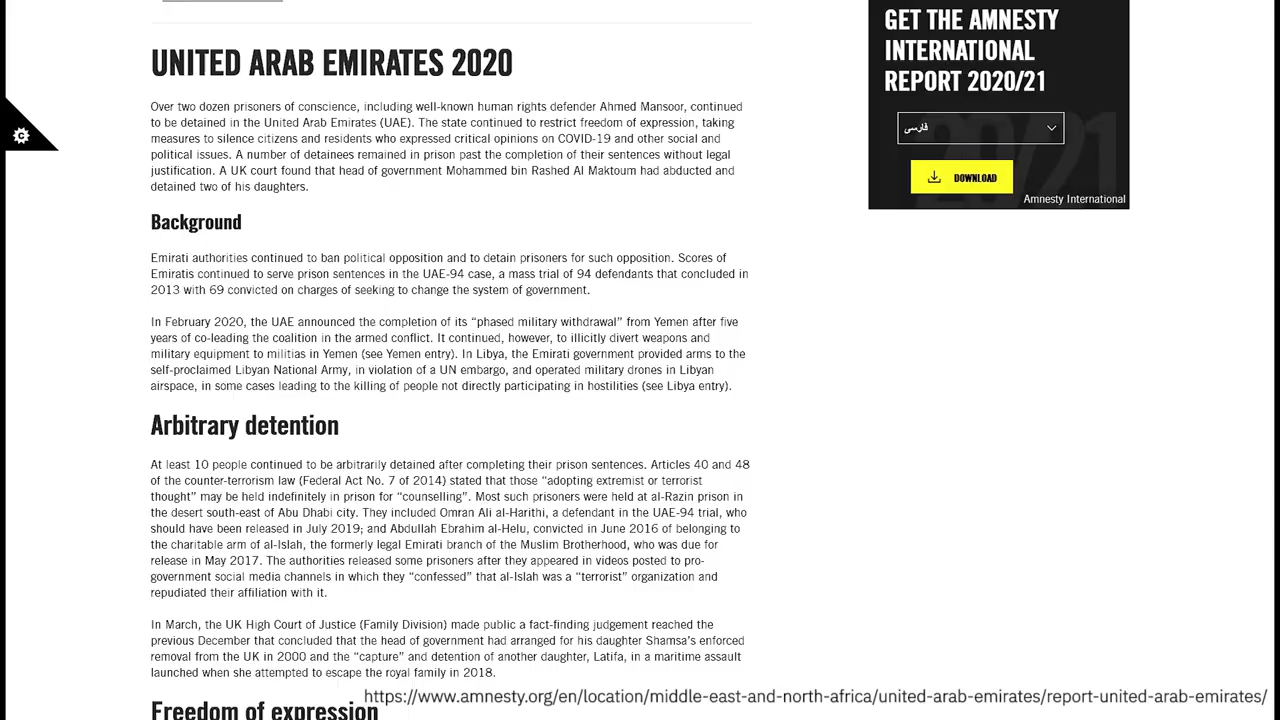 UNITED ARAB EMIRATES 2020
Over two dozen prisoners of conscience, including well-known human rights defender Ahmed Mansoor, continued
to be detained in the United Arab Emirates (UAE). The state continued to restrict freedom of expression, taking
measures to silence citizens and residents who expressed critical opinions on COVID-19 and other social and
political issues. A number of detainees remained in prison past the completion of their sentences without legal
justification. A UK court found that head of government Mohammed bin Rashed Al Maktoum had abducted and
detained two of his daughters.
Background
Emirati authorities continued to ban political opposition and to detain prisoners for such opposition. Scores of
Emiratis continued to serve prison sentences in the UAE-94 case, a mass trial of 94 defendants that concluded in
2013 with 69 convicted on charges of seeking to change the system of government.
In February 2020, the UAE announced the completion of its “phased military withdrawal” from Yemen after five
years of co-leading the coalition in the armed conflict. It continued, however, to illicitly divert weapons and
military equipment to militias in Yemen (see Yemen entry). In Libya, the Emirati government provided arms to the
self-proclaimed Libyan National Army, in violation of a UN embargo, and operated military drones in Libyan
airspace, in some cases leading to the killing of people not directly participating in hostilities (see Libya entry).
Arbitrary detention
At least 10 people continued to be arbitrarily detained after completing their prison sentences. Articles 40 and 48
of the counter-terrorism law (Federal Act No. 7 of 2014) stated that those “adopting extremist or terrorist
thought” may be held indefinitely in prison for “counselling”. Most such prisoners were held at al-Razin prison in
the desert south-east of Abu Dhabi city. They included Omran Ali al-Harithi, a defendant in the UAE-94 trial, who
should have been released in July 2019; and Abdullah Ebrahim al-Helu, convicted in June 2016 of belonging to
the charitable arm of al-Islah, the formerly legal Emirati branch of the Muslim Brotherhood, who was due for
release in May 2017. The authorities released some prisoners after they appeared in videos posted to pro-
government social media channels in which they “confessed” that al-Islah was a “terrorist” organization and
repudiated their affiliation with it.
In March, the UK High Court of Justice (Family Division) made public a fact-finding judgement reached the
previous December that concluded that the head of government had arranged for his daughter Shamsa’s enforced
removal from the UK in 2000 and the “capture” and detention of another daughter, Latifa, in a maritime assault
launched when she attempted to escape the royal family in 2018.
Freedom of expression
GET THE AMNESTY
INTERNATIONAL
REPORT 2020/21
فارسی
DOWNLOAD
20/21
Amnesty International
https://www.amnesty.org/en/location/middle-east-and-north-africa/united-arab-emirates/report-united-arab-emirates/